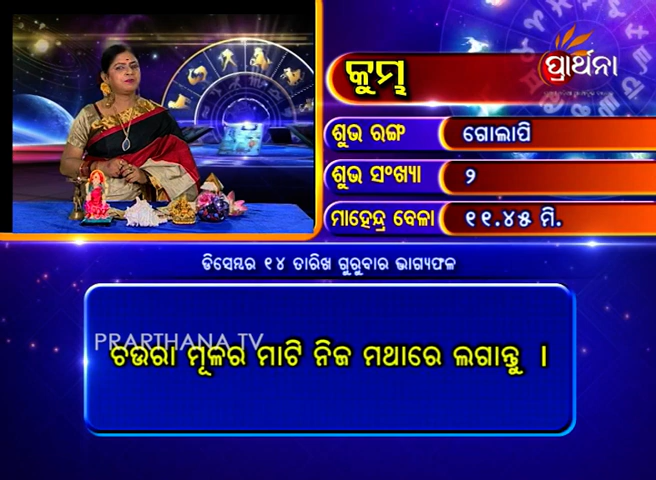 କୁମ୍ଭ
ପ୍ରାର୍ଥନା
ଶୁଭ ରଙ୍ଗ ଗୋଲାପି
ଶୁଭ ସଂଖ୍ୟା ୨
ମାହେନ୍ଦ୍ର ବେଳା ୧୧.୪୫ ମି.
ଡିସେମ୍ବର ୧୪ ତାରିଖ ଗୁରୁବାର ଭାଗ୍ୟଫଳ
PRARTHANA TV
ଚଉରା ମୂଳର ମାଟି ନିଜ ମଥାରେ ଲଗାନ୍ତୁ ।